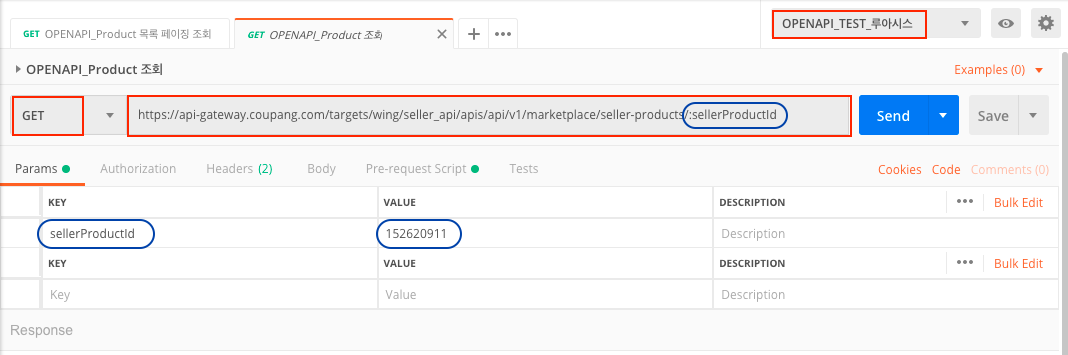 GET OPENAPI_Product 목록 페이징 조회 GET OPENAPI_Product 조회 OPENAPI_TEST_루아시스
OPENAPI_Product 조회 Examples (0)
GET https://api-gateway.coupang.com/targets/wing/seller_api/apis/api/v1/marketplace/seller-products/:sellerProductId Send Save
Params Authorization Headers (2) Body Pre-request Script Tests Cookies Code Comments (0)
KEY VALUE DESCRIPTION Bulk Edit
sellerProductId 152620911 Description
KEY VALUE DESCRIPTION Bulk Edit
Key Value Description
Response